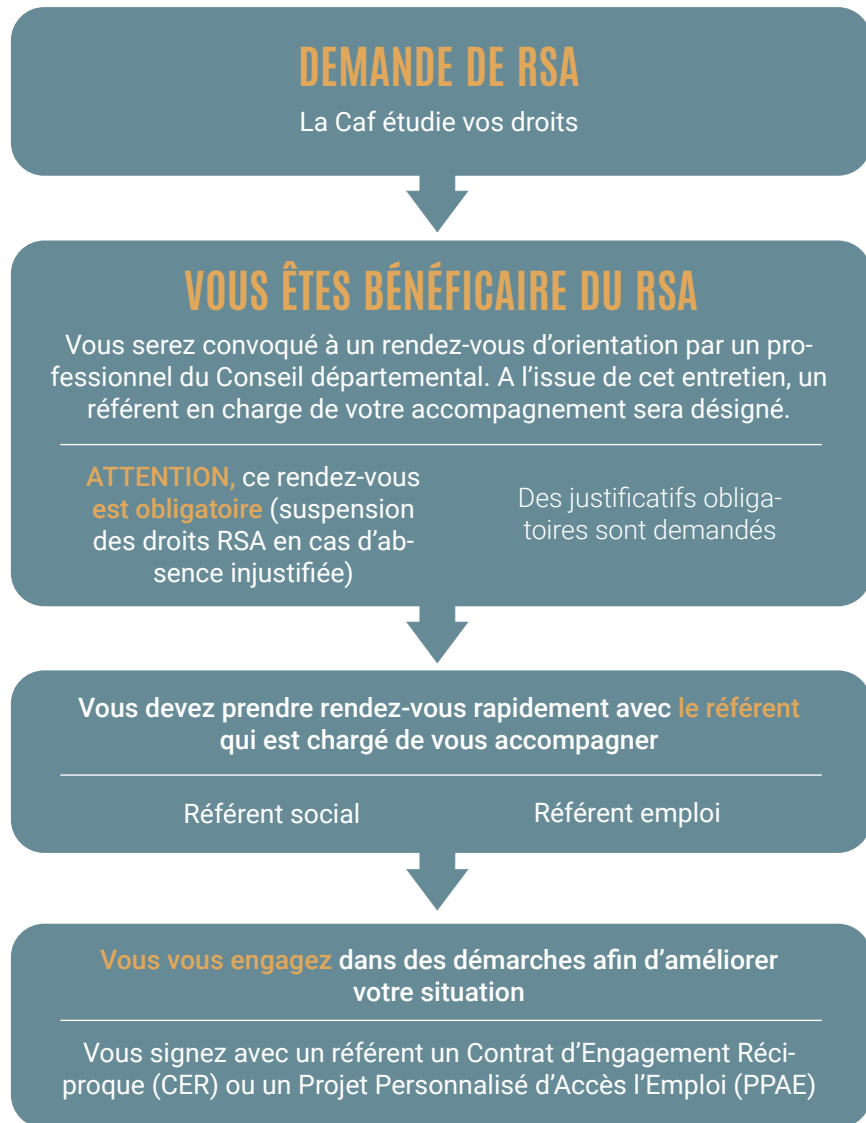 DEMANDE DE RSA
La Caf étudie vos droits
VOUS ÊTES BÉNÉFICAIRE DU RSA
Vous serez convoqué à un rendez-vous d’orientation par un pro-
fessionnel du Conseil départemental. A l’issue de cet entretien, un
référent en charge de votre accompagnement sera désigné.
ATTENTION, ce rendez-vous
est obligatoire (suspension
des droits RSA en cas d’ab-
sence injustifiée)
Des justificatifs obliga-
toires sont demandés
Vous devez prendre rendez-vous rapidement avec le référent
qui est chargé de vous accompagner
Référent social
Référent emploi
Vous vous engagez dans des démarches afin d’améliorer
votre situation
Vous signez avec un référent un Contrat d’Engagement Réci-
proque (CER) ou un Projet Personnalisé d’Accès l’Emploi (PPAE)